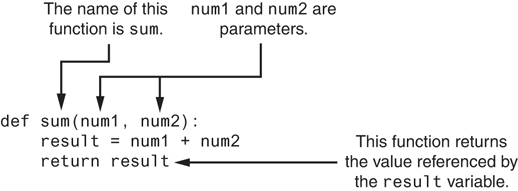 The name of this
function is sum.
num1 and num2 are
parameters.
def sum(num1, num2):
    result = num1 + num2
    return result
This function returns
the value referenced by
the result variable.